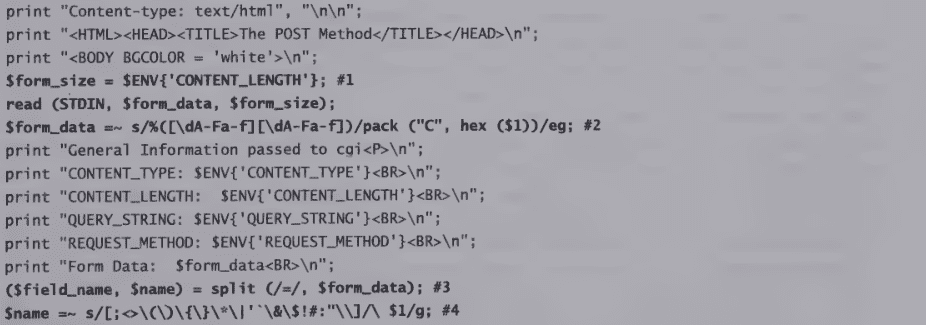 print "Content-type: text/html", "\n\n";
print "<HTML><HEAD><TITLE>The POST Method</TITLE></HEAD>\n";
print "<BODY BGCOLOR = 'white'>\n";
$form_size = $ENV{'CONTENT_LENGTH'}; #1
read (STDIN, $form_data, $form_size);
$form_data =~ s/%([\dA-Fa-f][\dA-Fa-f])/pack ("C", hex ($1))/eg; #2
print "General Information passed to cgi<P>\n";
print "CONTENT_TYPE: $ENV{'CONTENT_TYPE'}<BR>\n";
print "CONTENT_LENGTH:  $ENV{'CONTENT_LENGTH'}<BR>\n";
print "QUERY_STRING: $ENV{'QUERY_STRING'}<BR>\n";
print "REQUEST_METHOD: $ENV{'REQUEST_METHOD'}<BR>\n";
print "Form Data:  $form_data<BR>\n";
($field_name, $name) = split (/=/, $form_data); #3
$name =~ s/[;<>\(\)\{\}\*\|'`\&\$!#:"\\]/\ $1/g; #4